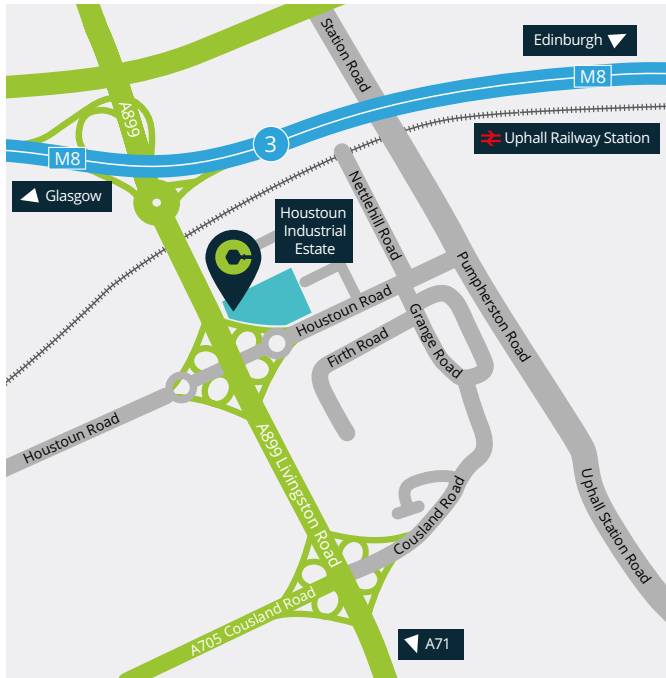 Station Road
Edinburgh
M8
A899
3
Uphall Railway Station
M8
Glasgow
Nettlehill Road
Houstoun
Industrial
Estate
Pumpherston Road
Houstoun Road
Grange Road
Firth Road
Houstoun Road
A899 Livingston Road
Uphall Station Road
Cousland Road
A705 Cousland Road
A71